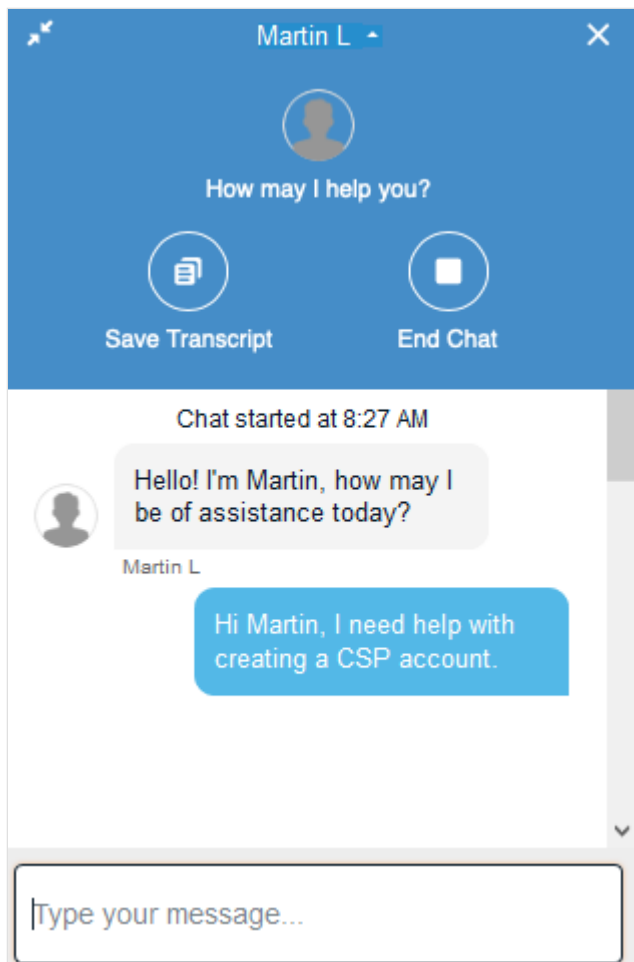 Martin L
How may I help you?
Save Transcript
End Chat
Chat started at 8:27 AM
Hello! I'm Martin, how may I
be of assistance today?
Martin L
Hi Martin, I need help with
creating a CSP account.
Type your message...